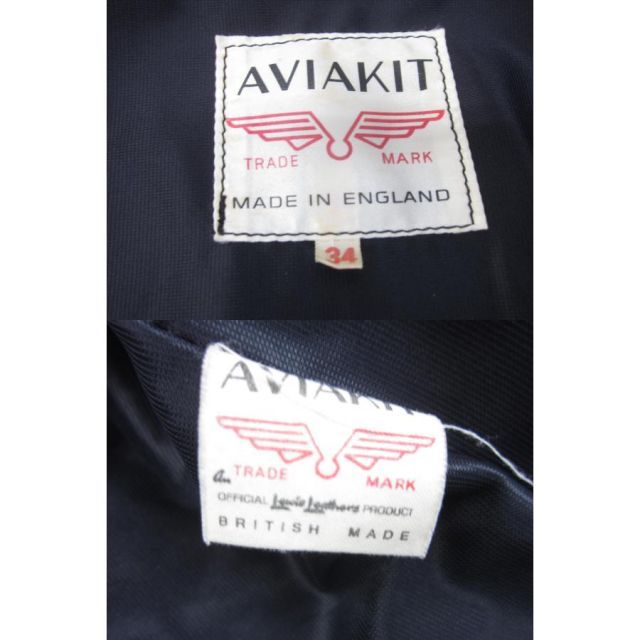 AVIAKIT
TRADE MARK
MADE IN ENGLAND
34
AVIAKIT
TRADE MARK
An
OFFICIAL Lewis Leathers PRODUCT
BRITISH MADE